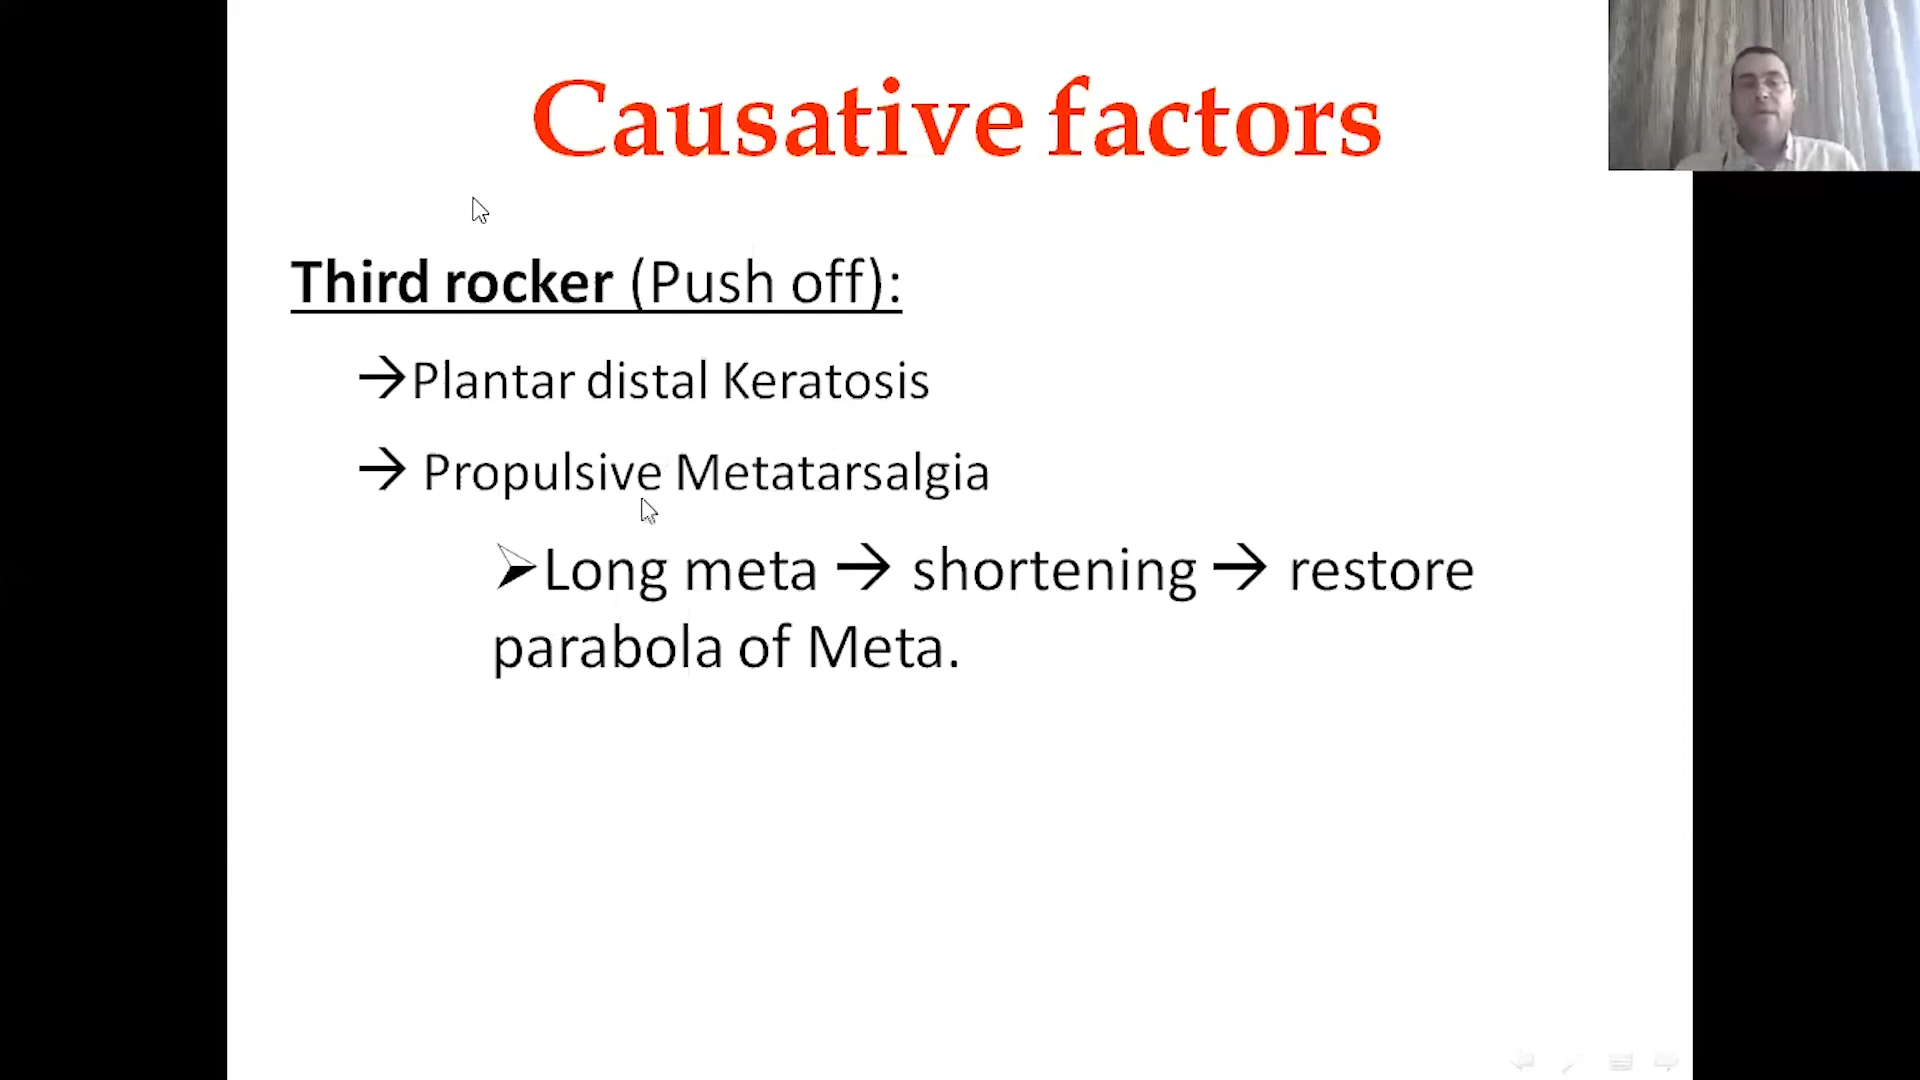 Causative factors
Third rocker (Push off):
→Plantar distal Keratosis
→ Propulsive Metatarsalgia
➢Long meta → shortening → restore
parabola of Meta.